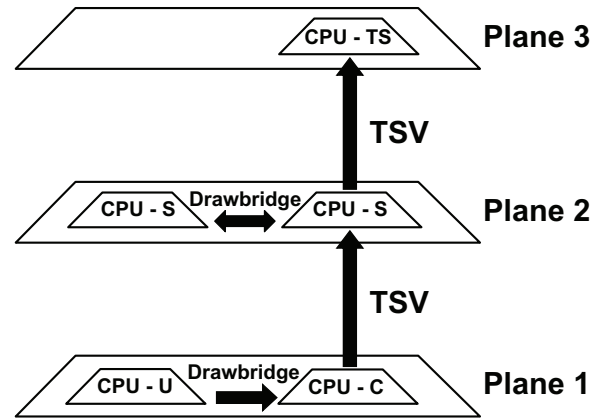 CPU - TS
Plane 3
TSV
CPU - S
Drawbridge
CPU - S
Plane 2
TSV
CPU - U
Drawbridge
CPU - C
Plane 1